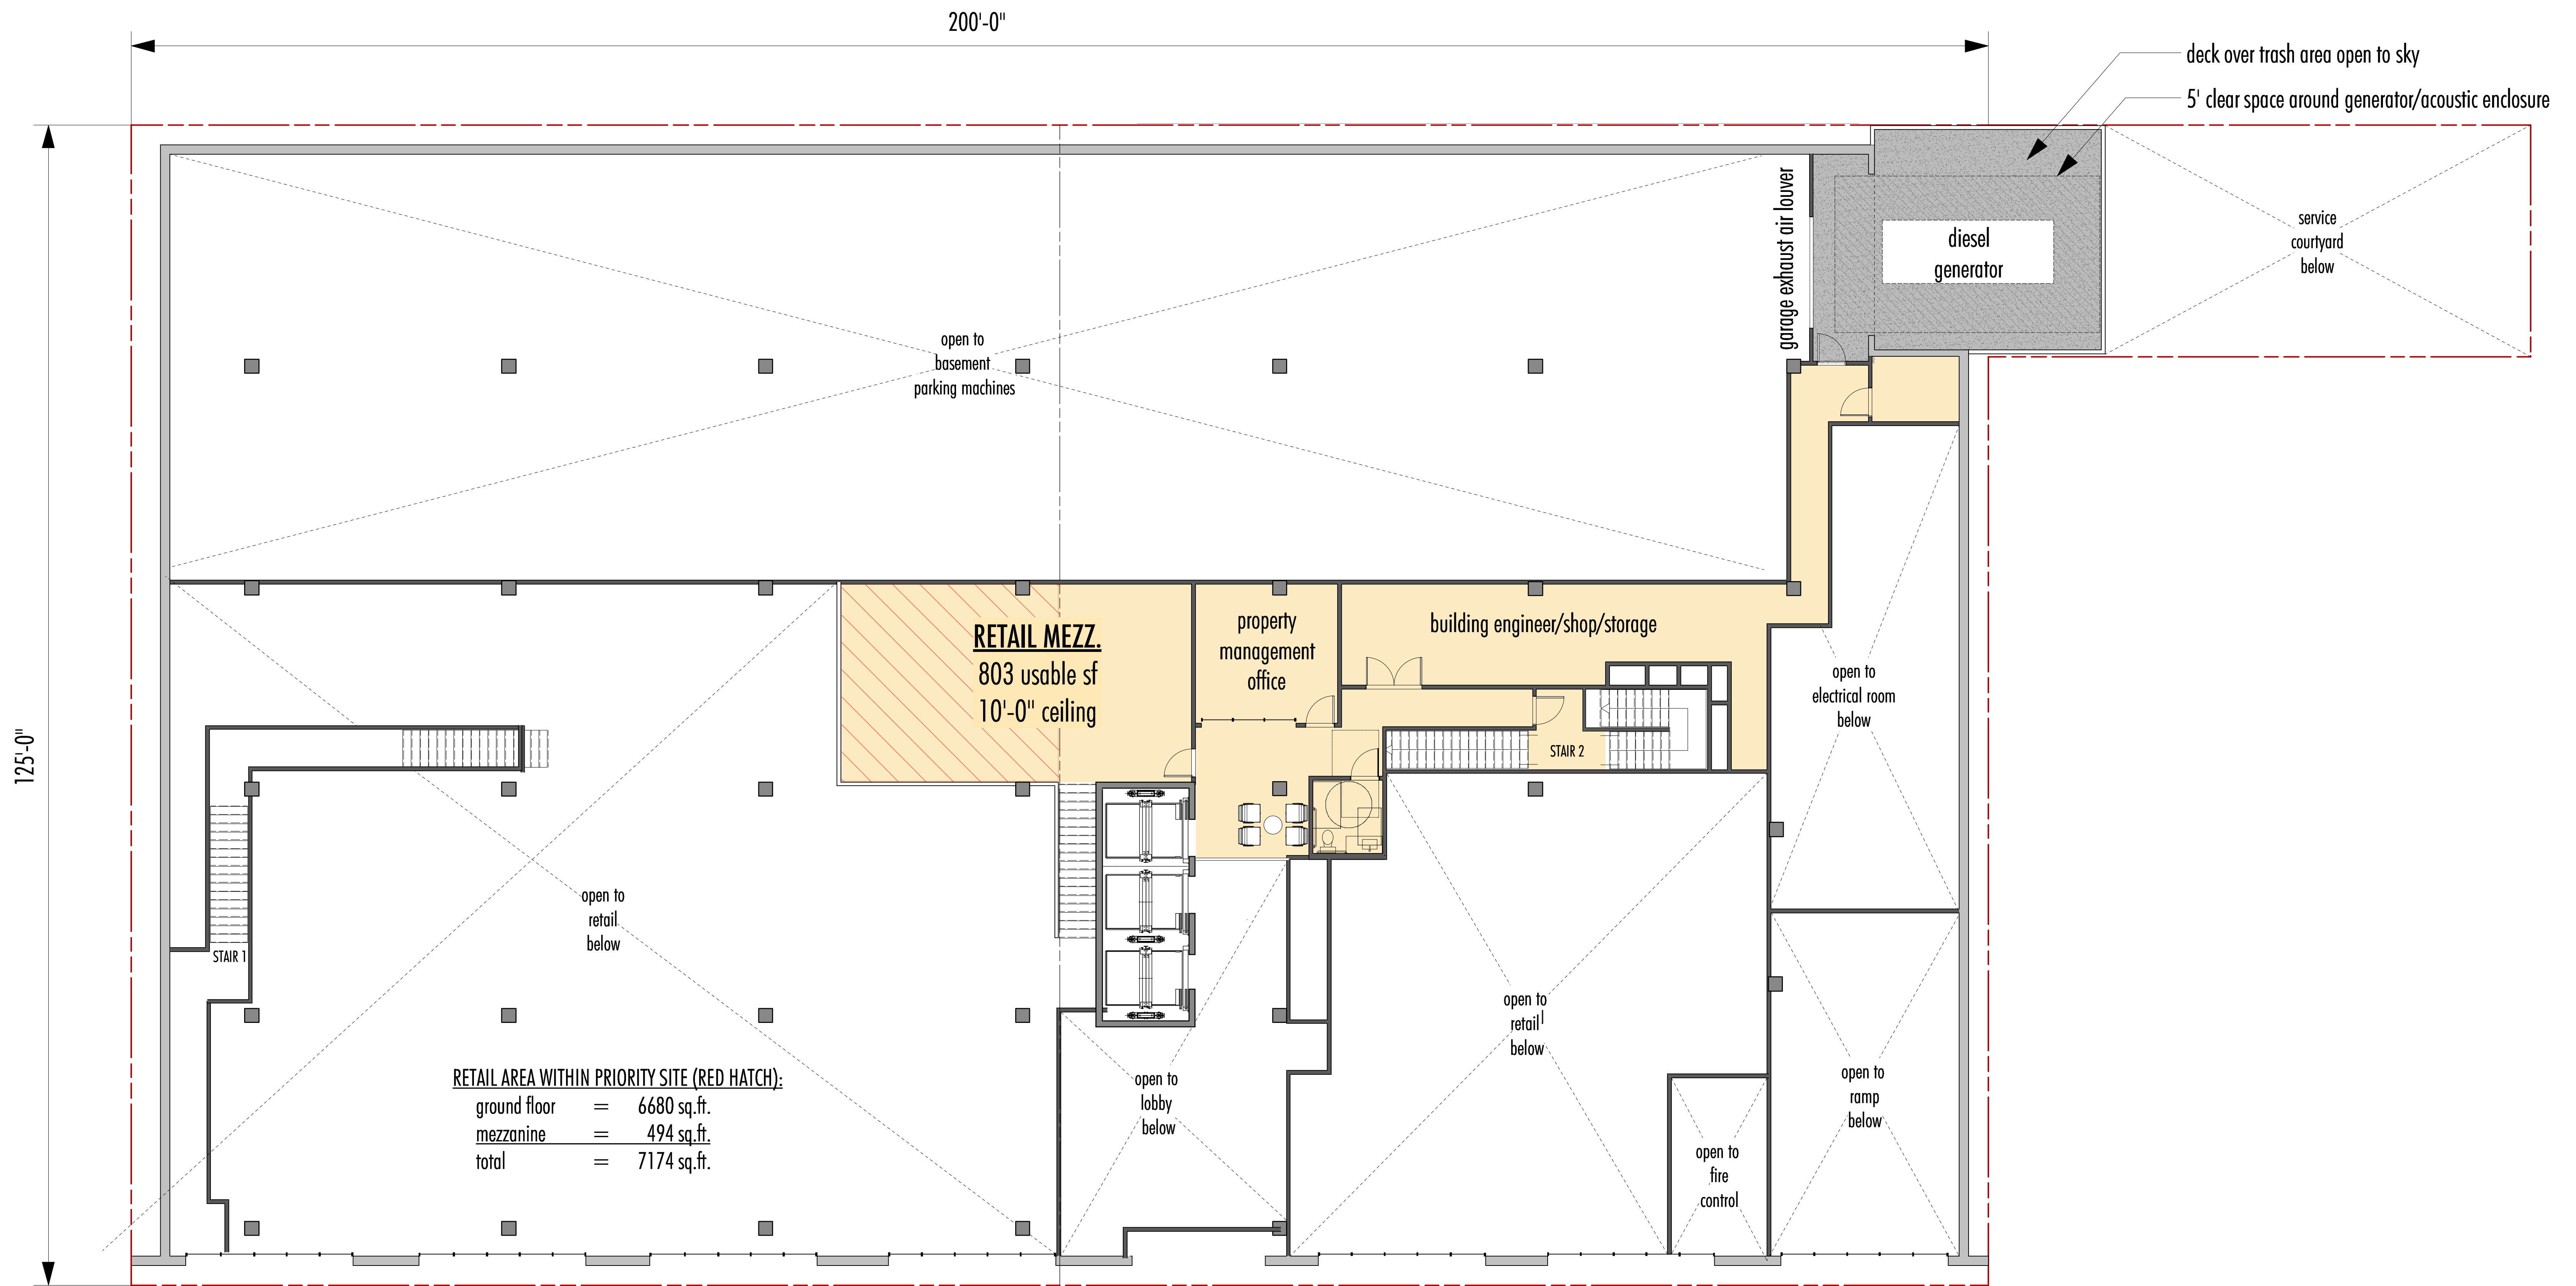 200'-0"
deck over trash area open to sky
5' clear space around generator/acoustic enclosure
125'-0"
garage exhaust air louver
diesel
generator
service
courtyard
below
open to
basement
parking machines
RETAIL MEZZ.
803 usable sf
10'-0" ceiling
property
management
office
building engineer/shop/storage
open to
electrical room
below
STAIR 2
open to
retail
below
STAIR 1
open to
retail
below
RETAIL AREA WITHIN PRIORITY SITE (RED HATCH):
ground floor = 6680 sq.ft.
mezzanine = 494 sq.ft.
total = 7174 sq.ft.
open to
lobby
below
open to
ramp
below
open to
fire
control